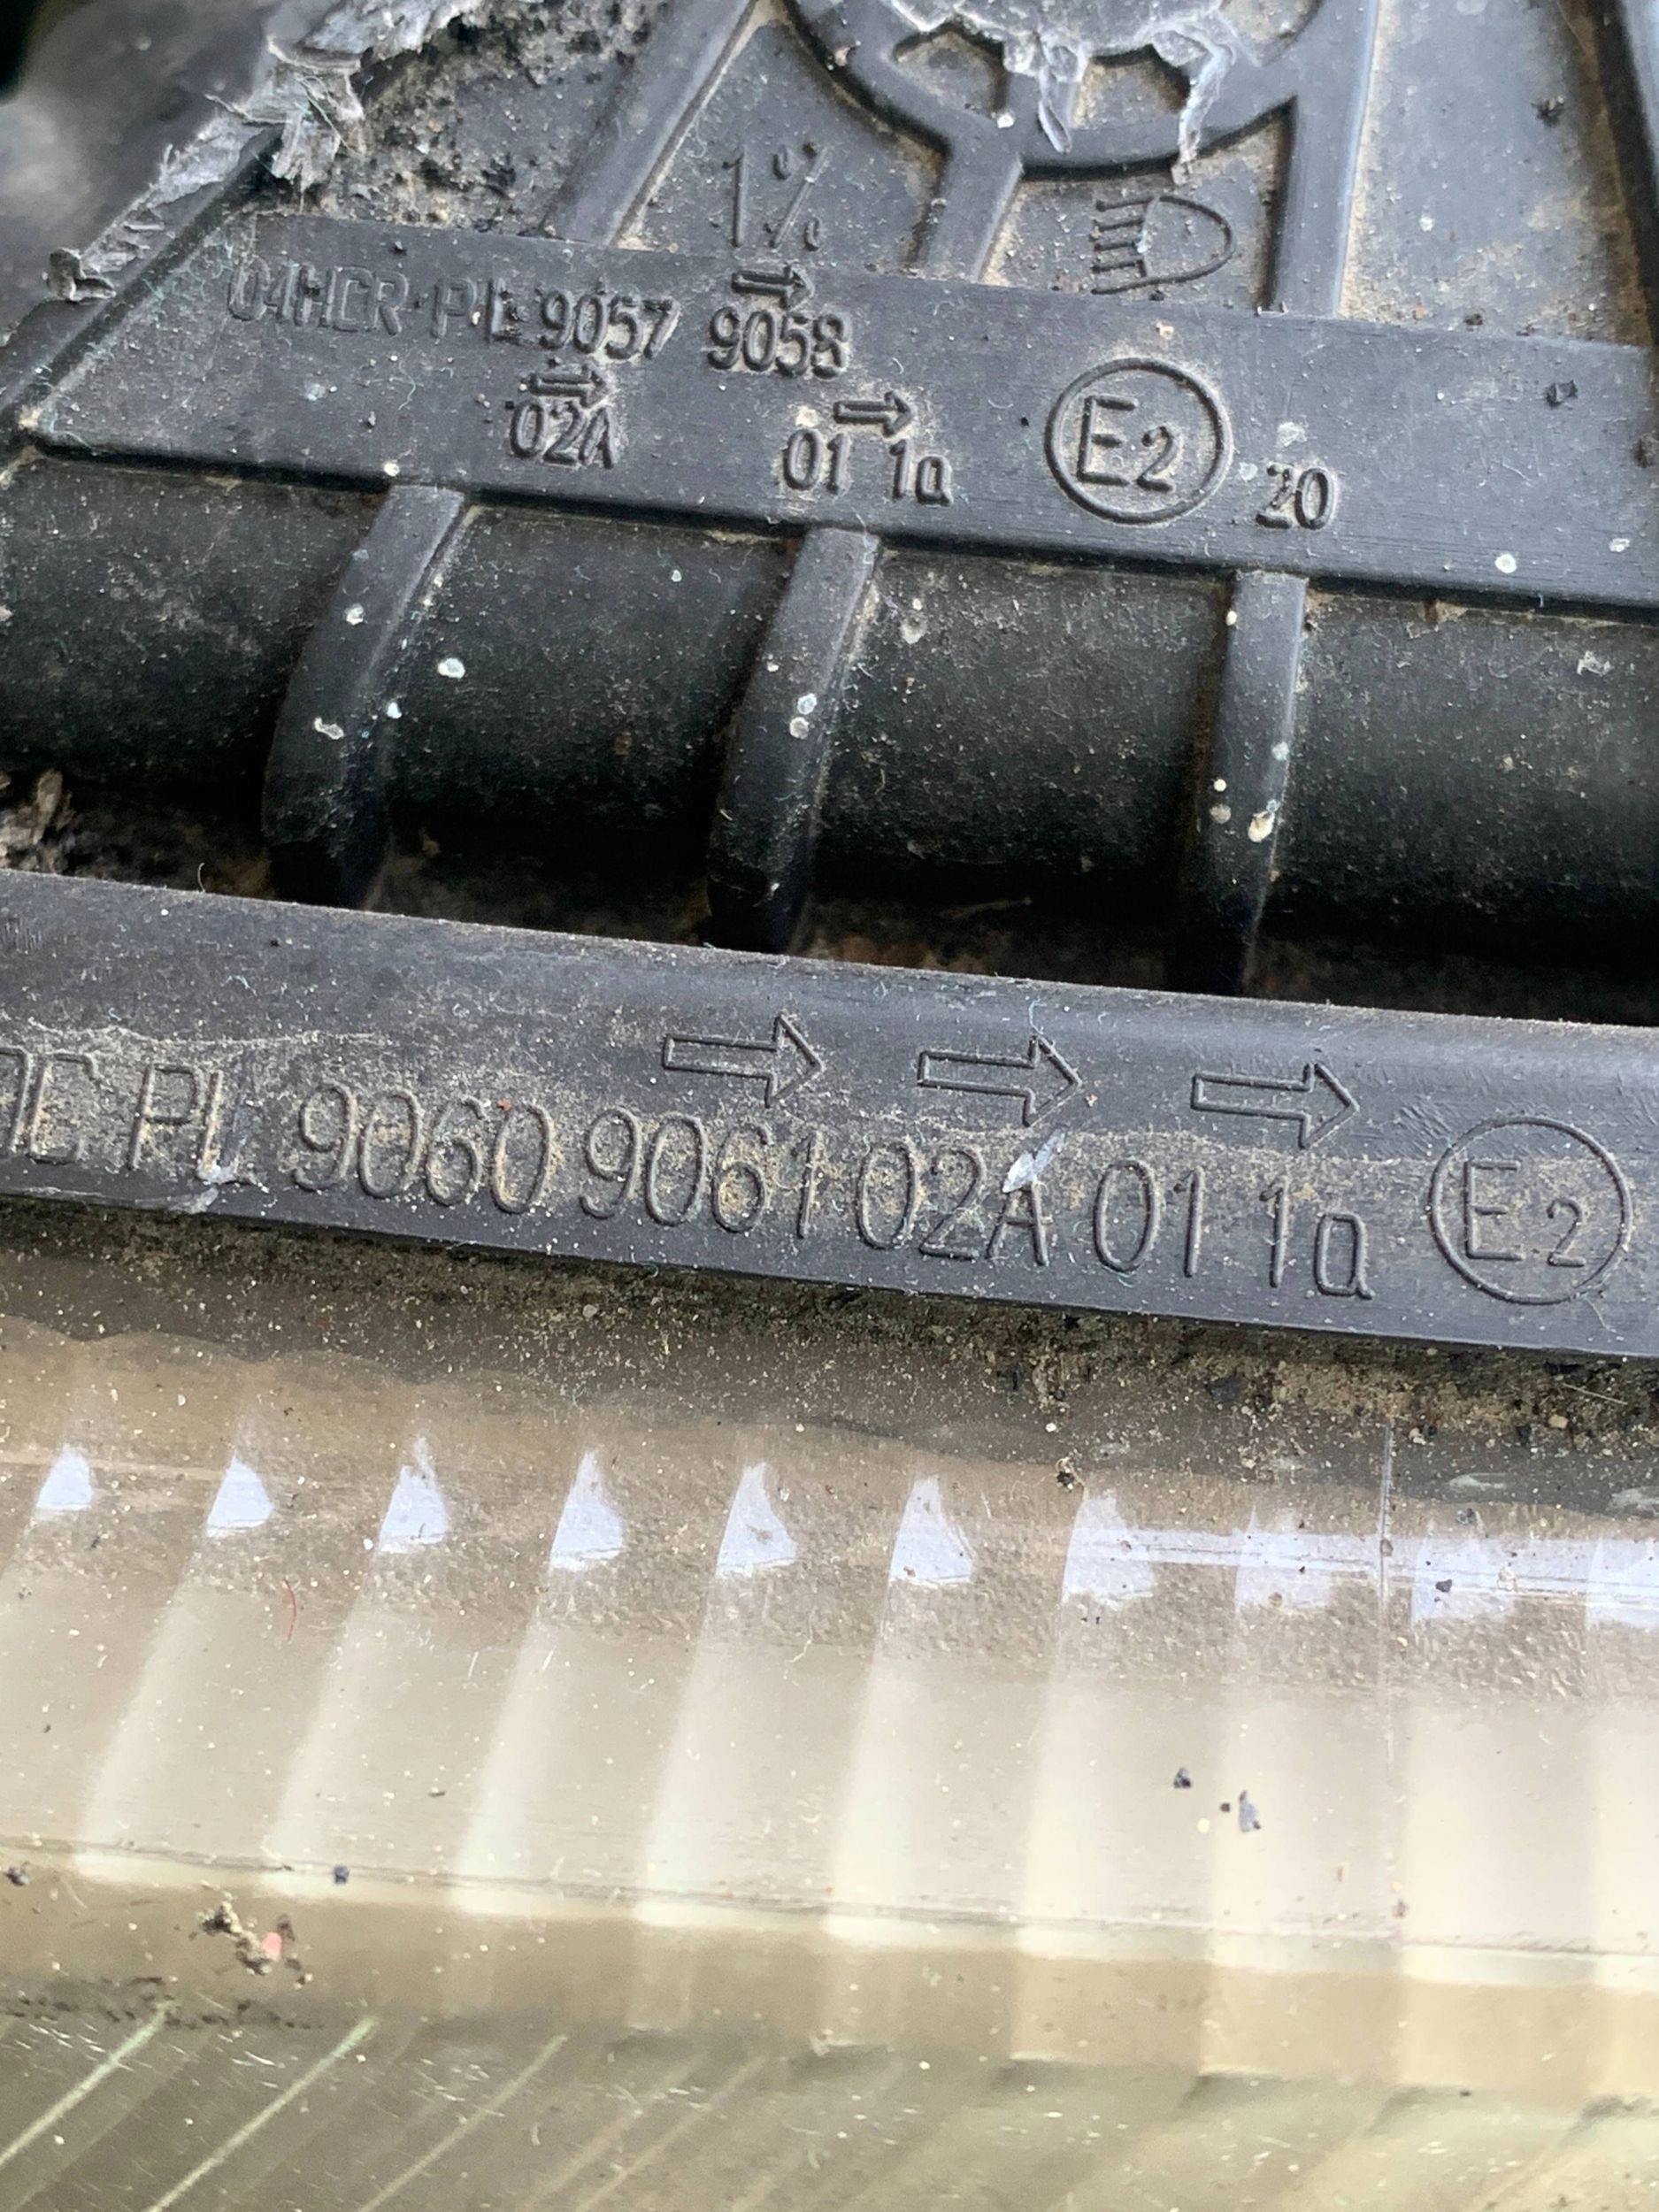 1%
04HCR-PL 9057 9058
02A 01 1a E2 20
PL 9060 9061 02A 01 1a E2